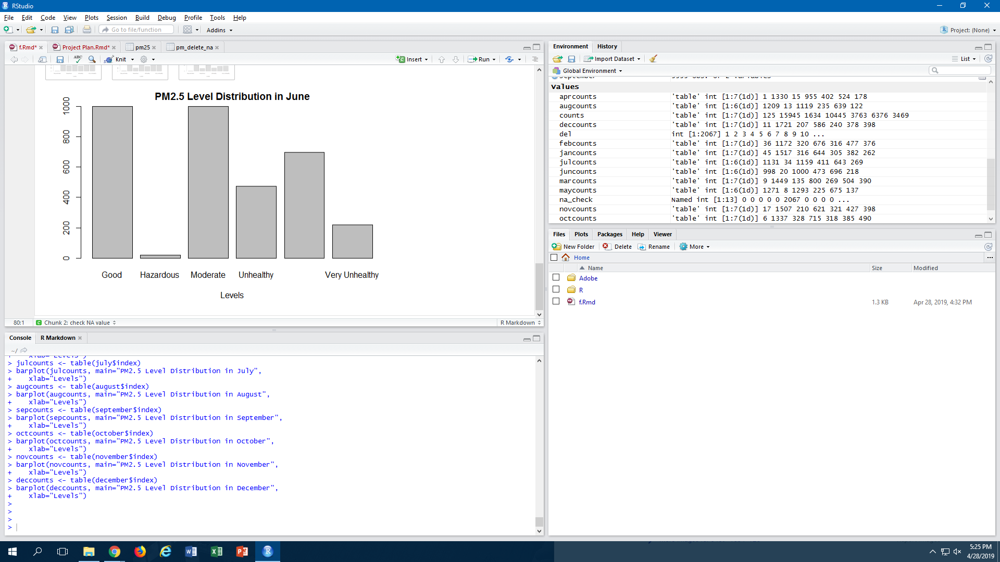 RStudio
File Edit Code View Plots Session Build Debug Profile Tools Help
Go to file/function Addins Project: (None)
f.Rmd* Project Plan.Rmd* pm25 pm_delete_na
ABC Knit Insert Run
PM2.5 Level Distribution in June
1000
800
600
400
200
0
Good Hazardous Moderate Unhealthy Very Unhealthy
Levels
80:1 Chunk 2: check NA value R Markdown
Console R Markdown
~/
+    xlab="Levels")
> julcounts <- table(july$index)
> barplot(julcounts, main="PM2.5 Level Distribution in July",
+    xlab="Levels")
> augcounts <- table(august$index)
> barplot(augcounts, main="PM2.5 Level Distribution in August",
+    xlab="Levels")
> sepcounts <- table(september$index)
> barplot(sepcounts, main="PM2.5 Level Distribution in September",
+    xlab="Levels")
> octcounts <- table(october$index)
> barplot(octcounts, main="PM2.5 Level Distribution in October",
+    xlab="Levels")
> novcounts <- table(november$index)
> barplot(novcounts, main="PM2.5 Level Distribution in November",
+    xlab="Levels")
> deccounts <- table(december$index)
> barplot(deccounts, main="PM2.5 Level Distribution in December",
+    xlab="Levels")
>
>
>
>
Environment History
Import Dataset List
Global Environment
september 3333 obs. of 2 variables
Values
aprcounts 'table' int [1:7(1d)] 1 1330 15 955 402 524 178
augcounts 'table' int [1:6(1d)] 1209 13 1119 235 639 122
counts 'table' int [1:7(1d)] 125 15945 1634 10445 3763 6376 3469
deccounts 'table' int [1:7(1d)] 11 1721 207 586 240 378 398
del int [1:2067] 1 2 3 4 5 6 7 8 9 10 ...
febcounts 'table' int [1:7(1d)] 36 1172 320 676 316 477 376
jancounts 'table' int [1:7(1d)] 45 1517 316 644 305 382 262
julcounts 'table' int [1:6(1d)] 1131 34 1159 411 643 269
juncounts 'table' int [1:6(1d)] 998 20 1000 473 696 218
marcounts 'table' int [1:7(1d)] 9 1449 135 800 269 504 390
maycounts 'table' int [1:6(1d)] 1271 8 1293 225 675 137
na_check Named int [1:13] 0 0 0 0 0 2067 0 0 0 0 ...
novcounts 'table' int [1:7(1d)] 17 1507 210 621 321 427 398
octcounts 'table' int [1:7(1d)] 6 1337 328 715 318 385 490
Files Plots Packages Help Viewer
New Folder Delete Rename More
Home ...
Name Size Modified
Adobe
R
f.Rmd 1.3 KB Apr 28, 2019, 4:32 PM
5:25 PM
4/28/2019